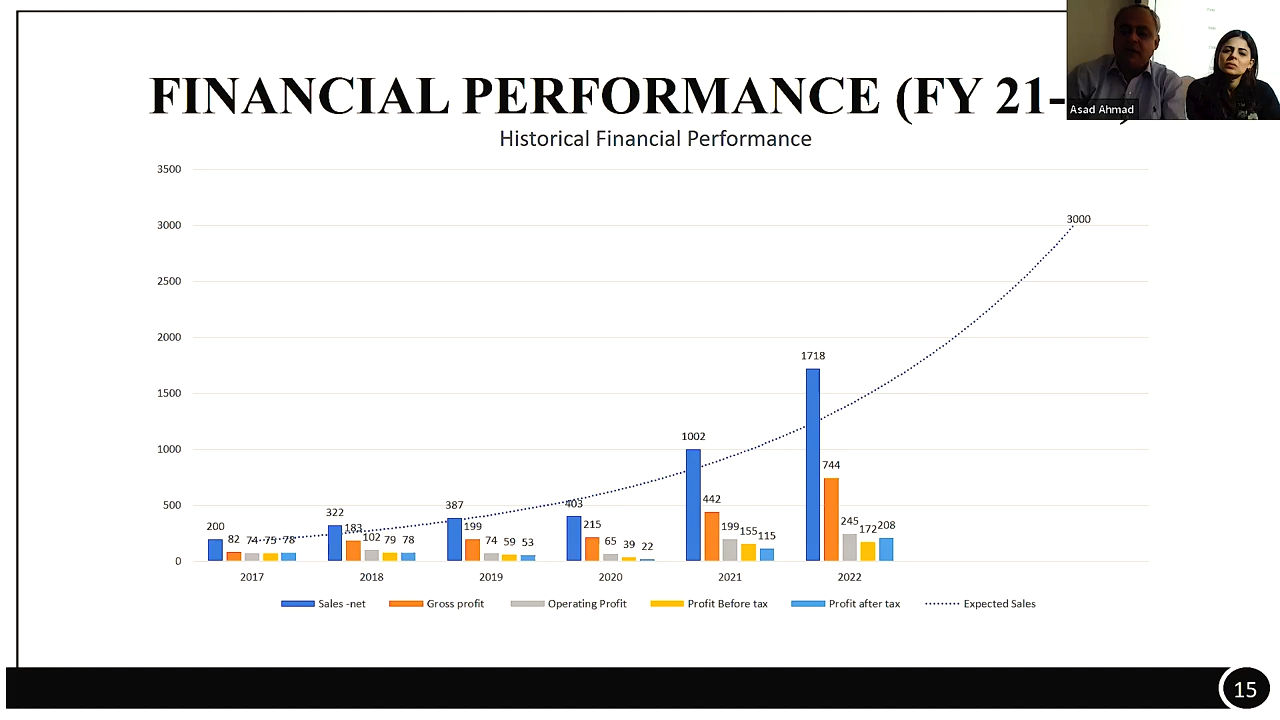 FINANCIAL PERFORMANCE (FY 21-
Asad Ahmad
Historical Financial Performance
3500
3000
2500
2000
1500
1000
500
0
200 82 74 75 78
322 183 102 79 78
387 199 74 59 53
403 215 65 39 22
1002 442 199 155 115
1718 744 245 172 208
3000
2017 2018 2019 2020 2021 2022
Sales -net Gross profit Operating Profit Profit Before tax Profit after tax Expected Sales
15